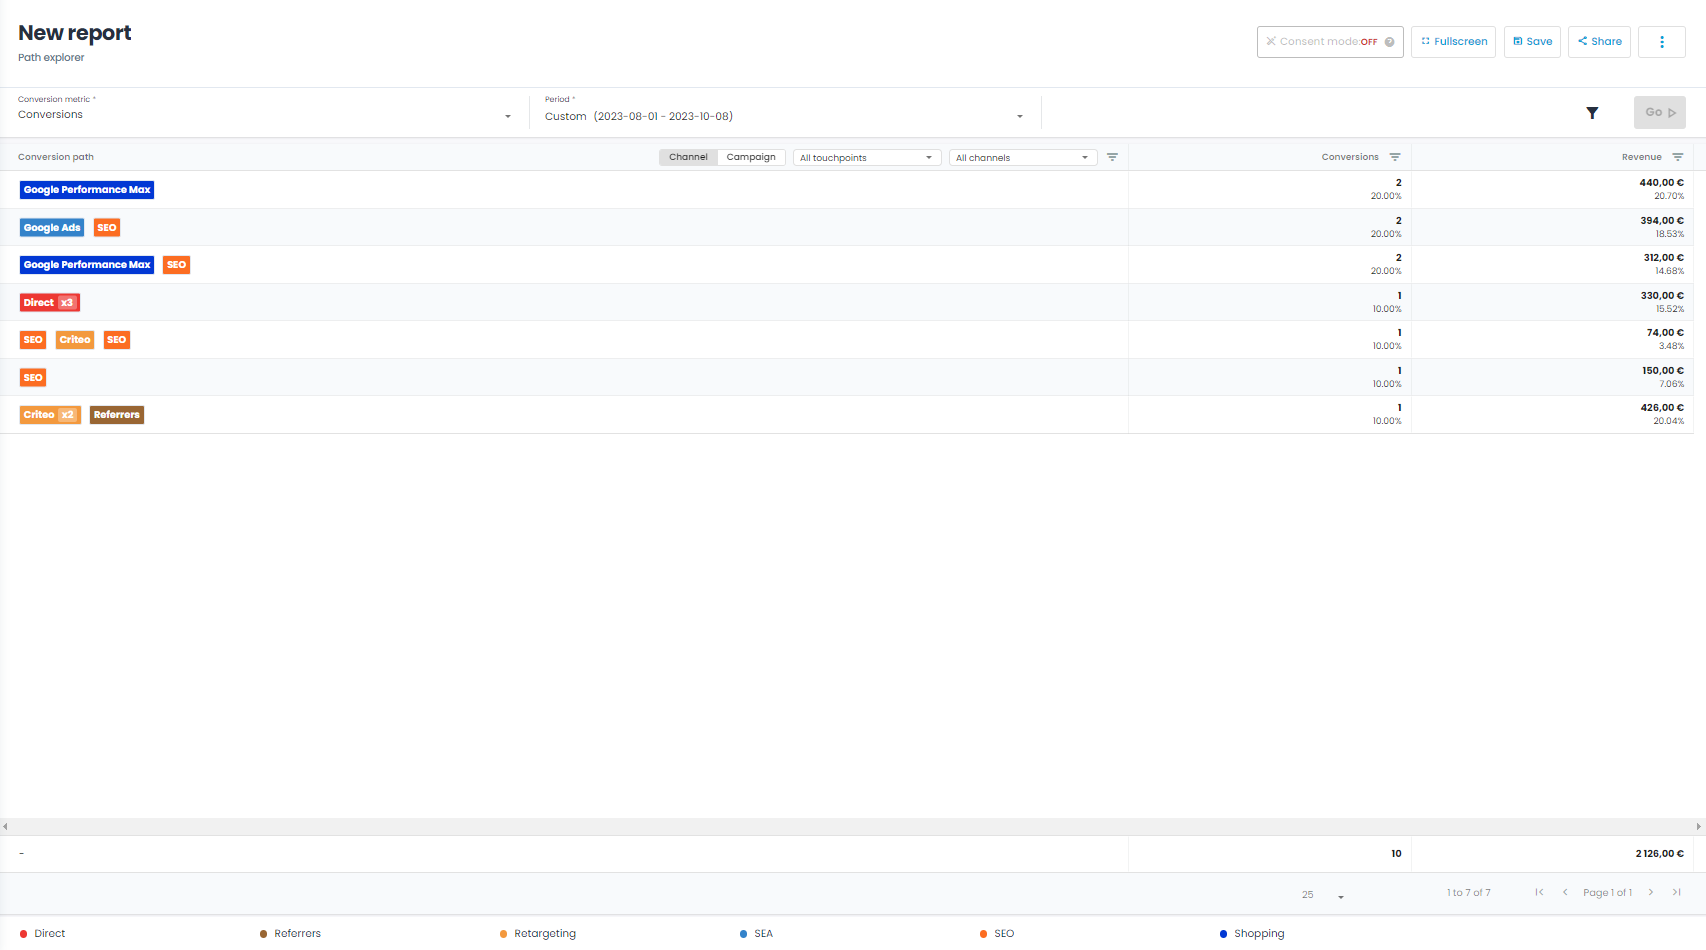 New report
Path explorer
Consent mode:OFF
Fullscreen
Save
Share
Conversion metric *
Conversions
Period *
Custom (2023-08-01 - 2023-10-08)
Go
Conversion path
Channel
Campaign
All touchpoints
All channels
Conversions
Revenue
Google Performance Max
2
20.00%
440,00 €
20.70%
Google Ads SEO
2
20.00%
394,00 €
18.53%
Google Performance Max SEO
2
20.00%
312,00 €
14.68%
Direct x3
1
10.00%
330,00 €
15.52%
SEO Criteo SEO
1
10.00%
74,00 €
3.48%
SEO
1
10.00%
150,00 €
7.06%
Criteo x2 Referrers
1
10.00%
426,00 €
20.04%
-
10
2 126,00 €
25
1 to 7 of 7
Page 1 of 1
Direct
Referrers
Retargeting
SEA
SEO
Shopping